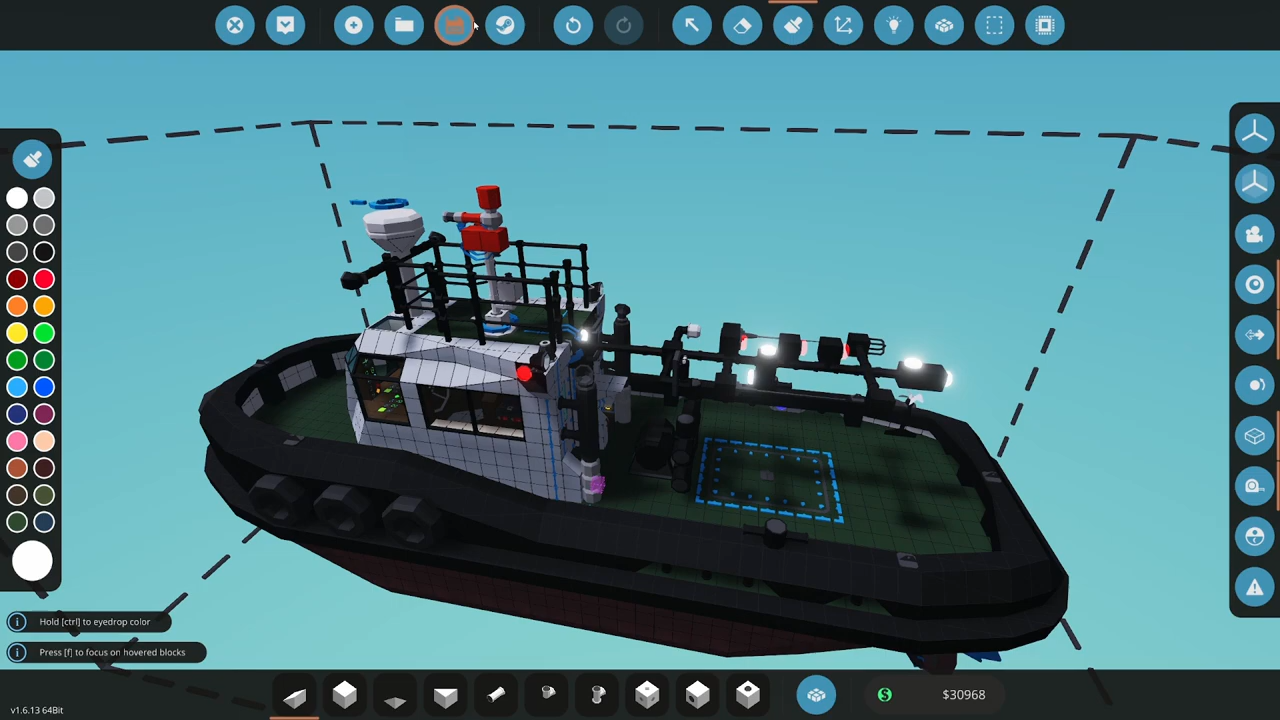 Hold [ctrl] to eyedrop color
Press [f] to focus on hovered blocks
$30968
v1.6.13 64Bit